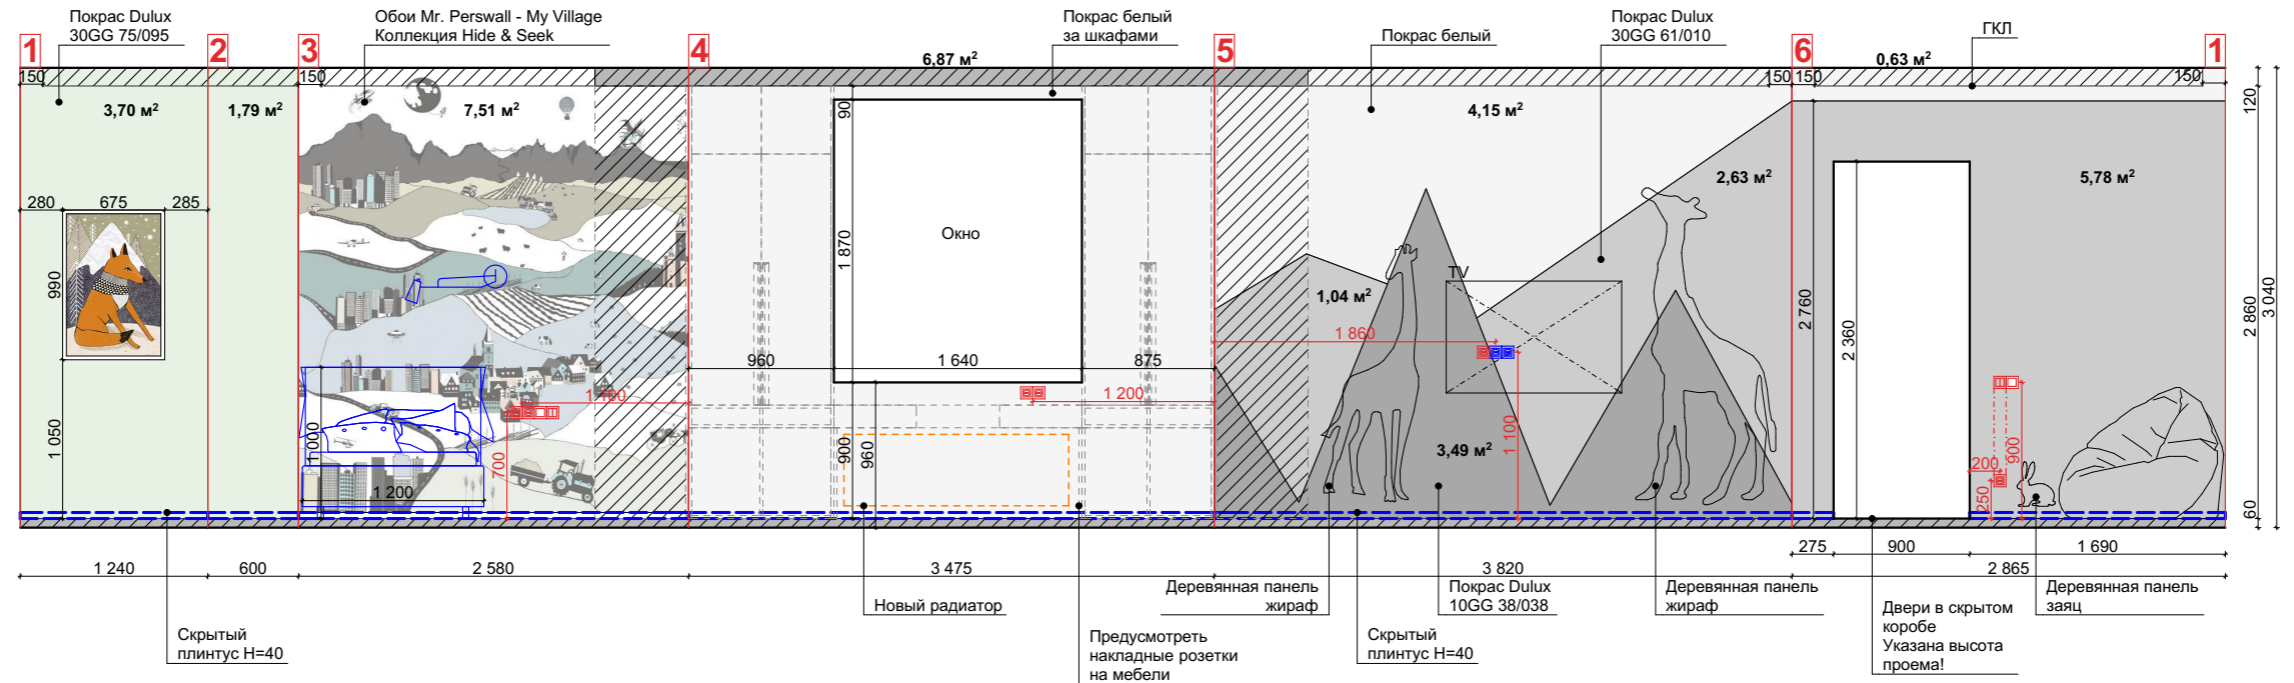 Покрас Dulux
30GG 75/095
Обои Mr. Perswall - My Village
Коллекция Hide & Seek
Покрас белый
за шкафами
Покрас белый
Покрас Dulux
30GG 61/010
ГКЛ
1
2
3
4
5
6
1
6,87 м²
0,63 м²
150
150
150
150
150
3,70 м²
1,79 м²
7,51 м²
4,15 м²
2,63 м²
5,78 м²
1,04 м²
3,49 м²
90
120
280
675
285
990
1 050
Окно
1 870
TV
2 760
2 360
2 860
3 040
1 860
960
1 640
875
1 100
1 200
1 000
1 200
700
900
960
1 100
900
200
250
60
275
900
1 690
1 240
600
2 580
3 475
3 820
2 865
Новый радиатор
Деревянная панель
жираф
Покрас Dulux
10GG 38/038
Деревянная панель
жираф
Двери в скрытом
коробе
Указана высота
проема!
Деревянная панель
заяц
Скрытый
плинтус H=40
Предусмотреть
накладные розетки
на мебели
Скрытый
плинтус H=40